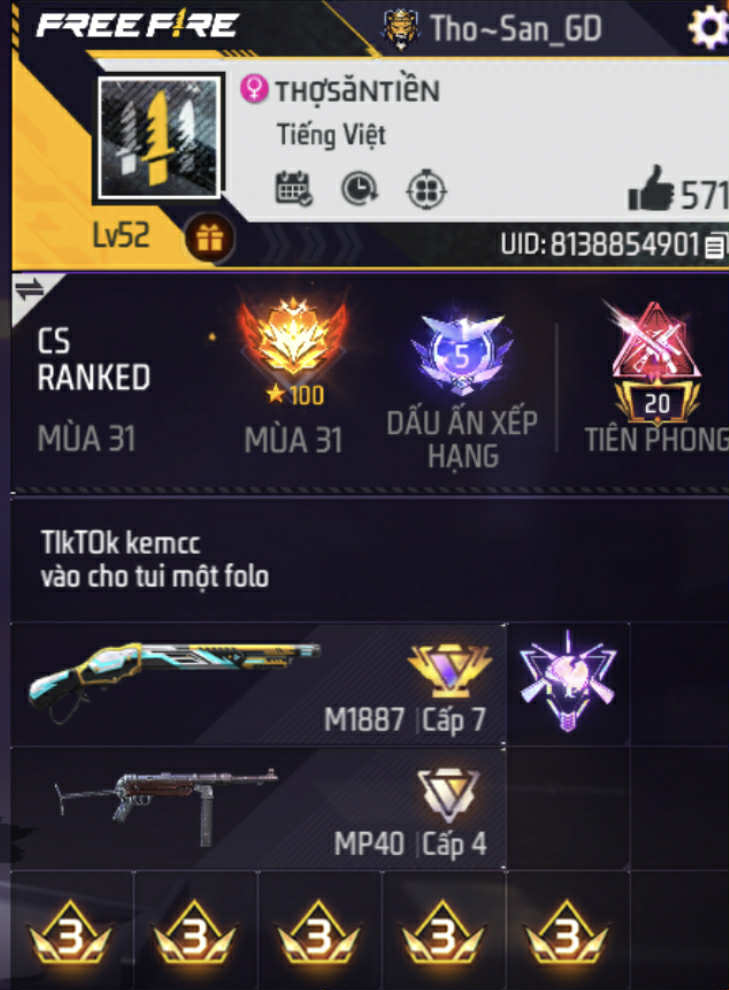 FREE FIRE
Tho~San_GD
THỢSĂNTIỀN
Tiếng Việt
571
Lv52
UID: 8138854901
CS
RANKED
MÙA 31
100
MÙA 31
5
DẤU ẤN XẾP
HẠNG
20
TIÊN PHONG
TIkTOk kemcc
vào cho tui một folo
M1887 | Cấp 7
MP40 | Cấp 4
3 3 3 3 3